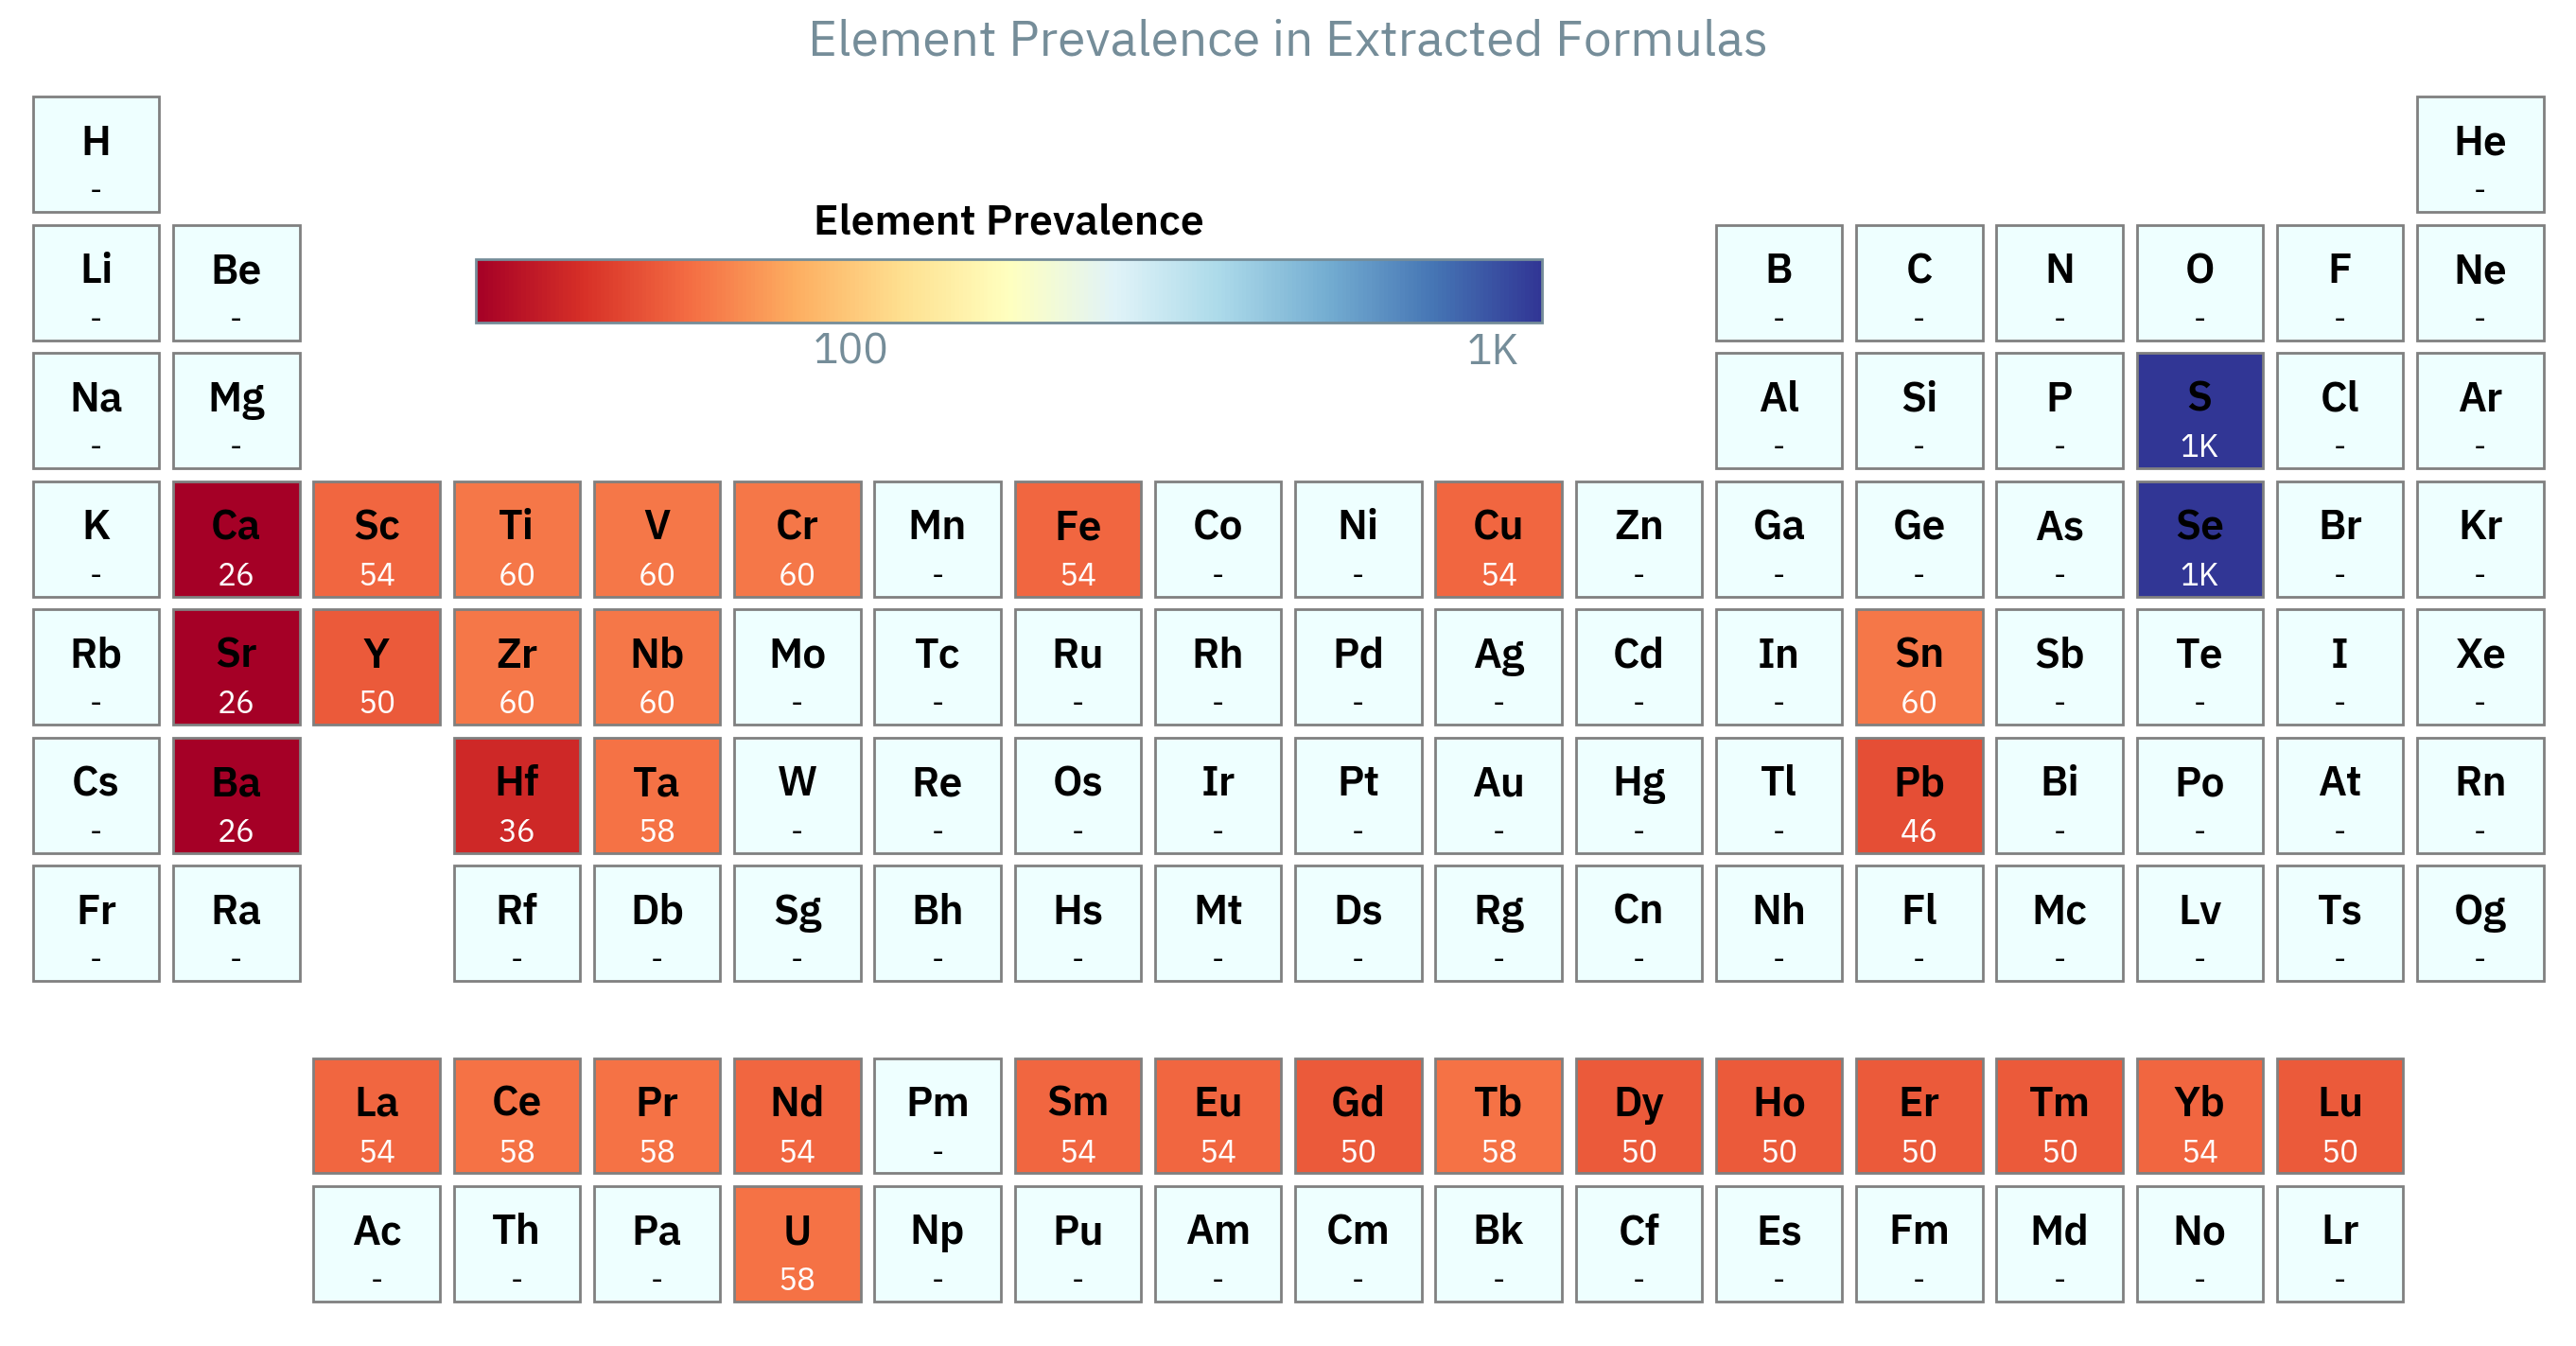 Element Prevalence in Extracted Formulas
H He
- -
Element Prevalence
Li Be B C N O F Ne
- - - - - - - -
100 1K
Na Mg Al Si P S Cl Ar
- - - - - 1K - -
K Ca Sc Ti V Cr Mn Fe Co Ni Cu Zn Ga Ge As Se Br Kr
- 26 54 60 60 60 - 54 - - 54 - - - - 1K - -
Rb Sr Y Zr Nb Mo Tc Ru Rh Pd Ag Cd In Sn Sb Te I Xe
- 26 50 60 60 - - - - - - - - 60 - - - -
Cs Ba Hf Ta W Re Os Ir Pt Au Hg Tl Pb Bi Po At Rn
- 26 36 58 - - - - - - - - 46 - - - -
Fr Ra Rf Db Sg Bh Hs Mt Ds Rg Cn Nh Fl Mc Lv Ts Og
- - - - - - - - - - - - - - - - -
La Ce Pr Nd Pm Sm Eu Gd Tb Dy Ho Er Tm Yb Lu
54 58 58 54 - 54 54 50 58 50 50 50 50 54 50
Ac Th Pa U Np Pu Am Cm Bk Cf Es Fm Md No Lr
- - - 58 - - - - - - - - - - -